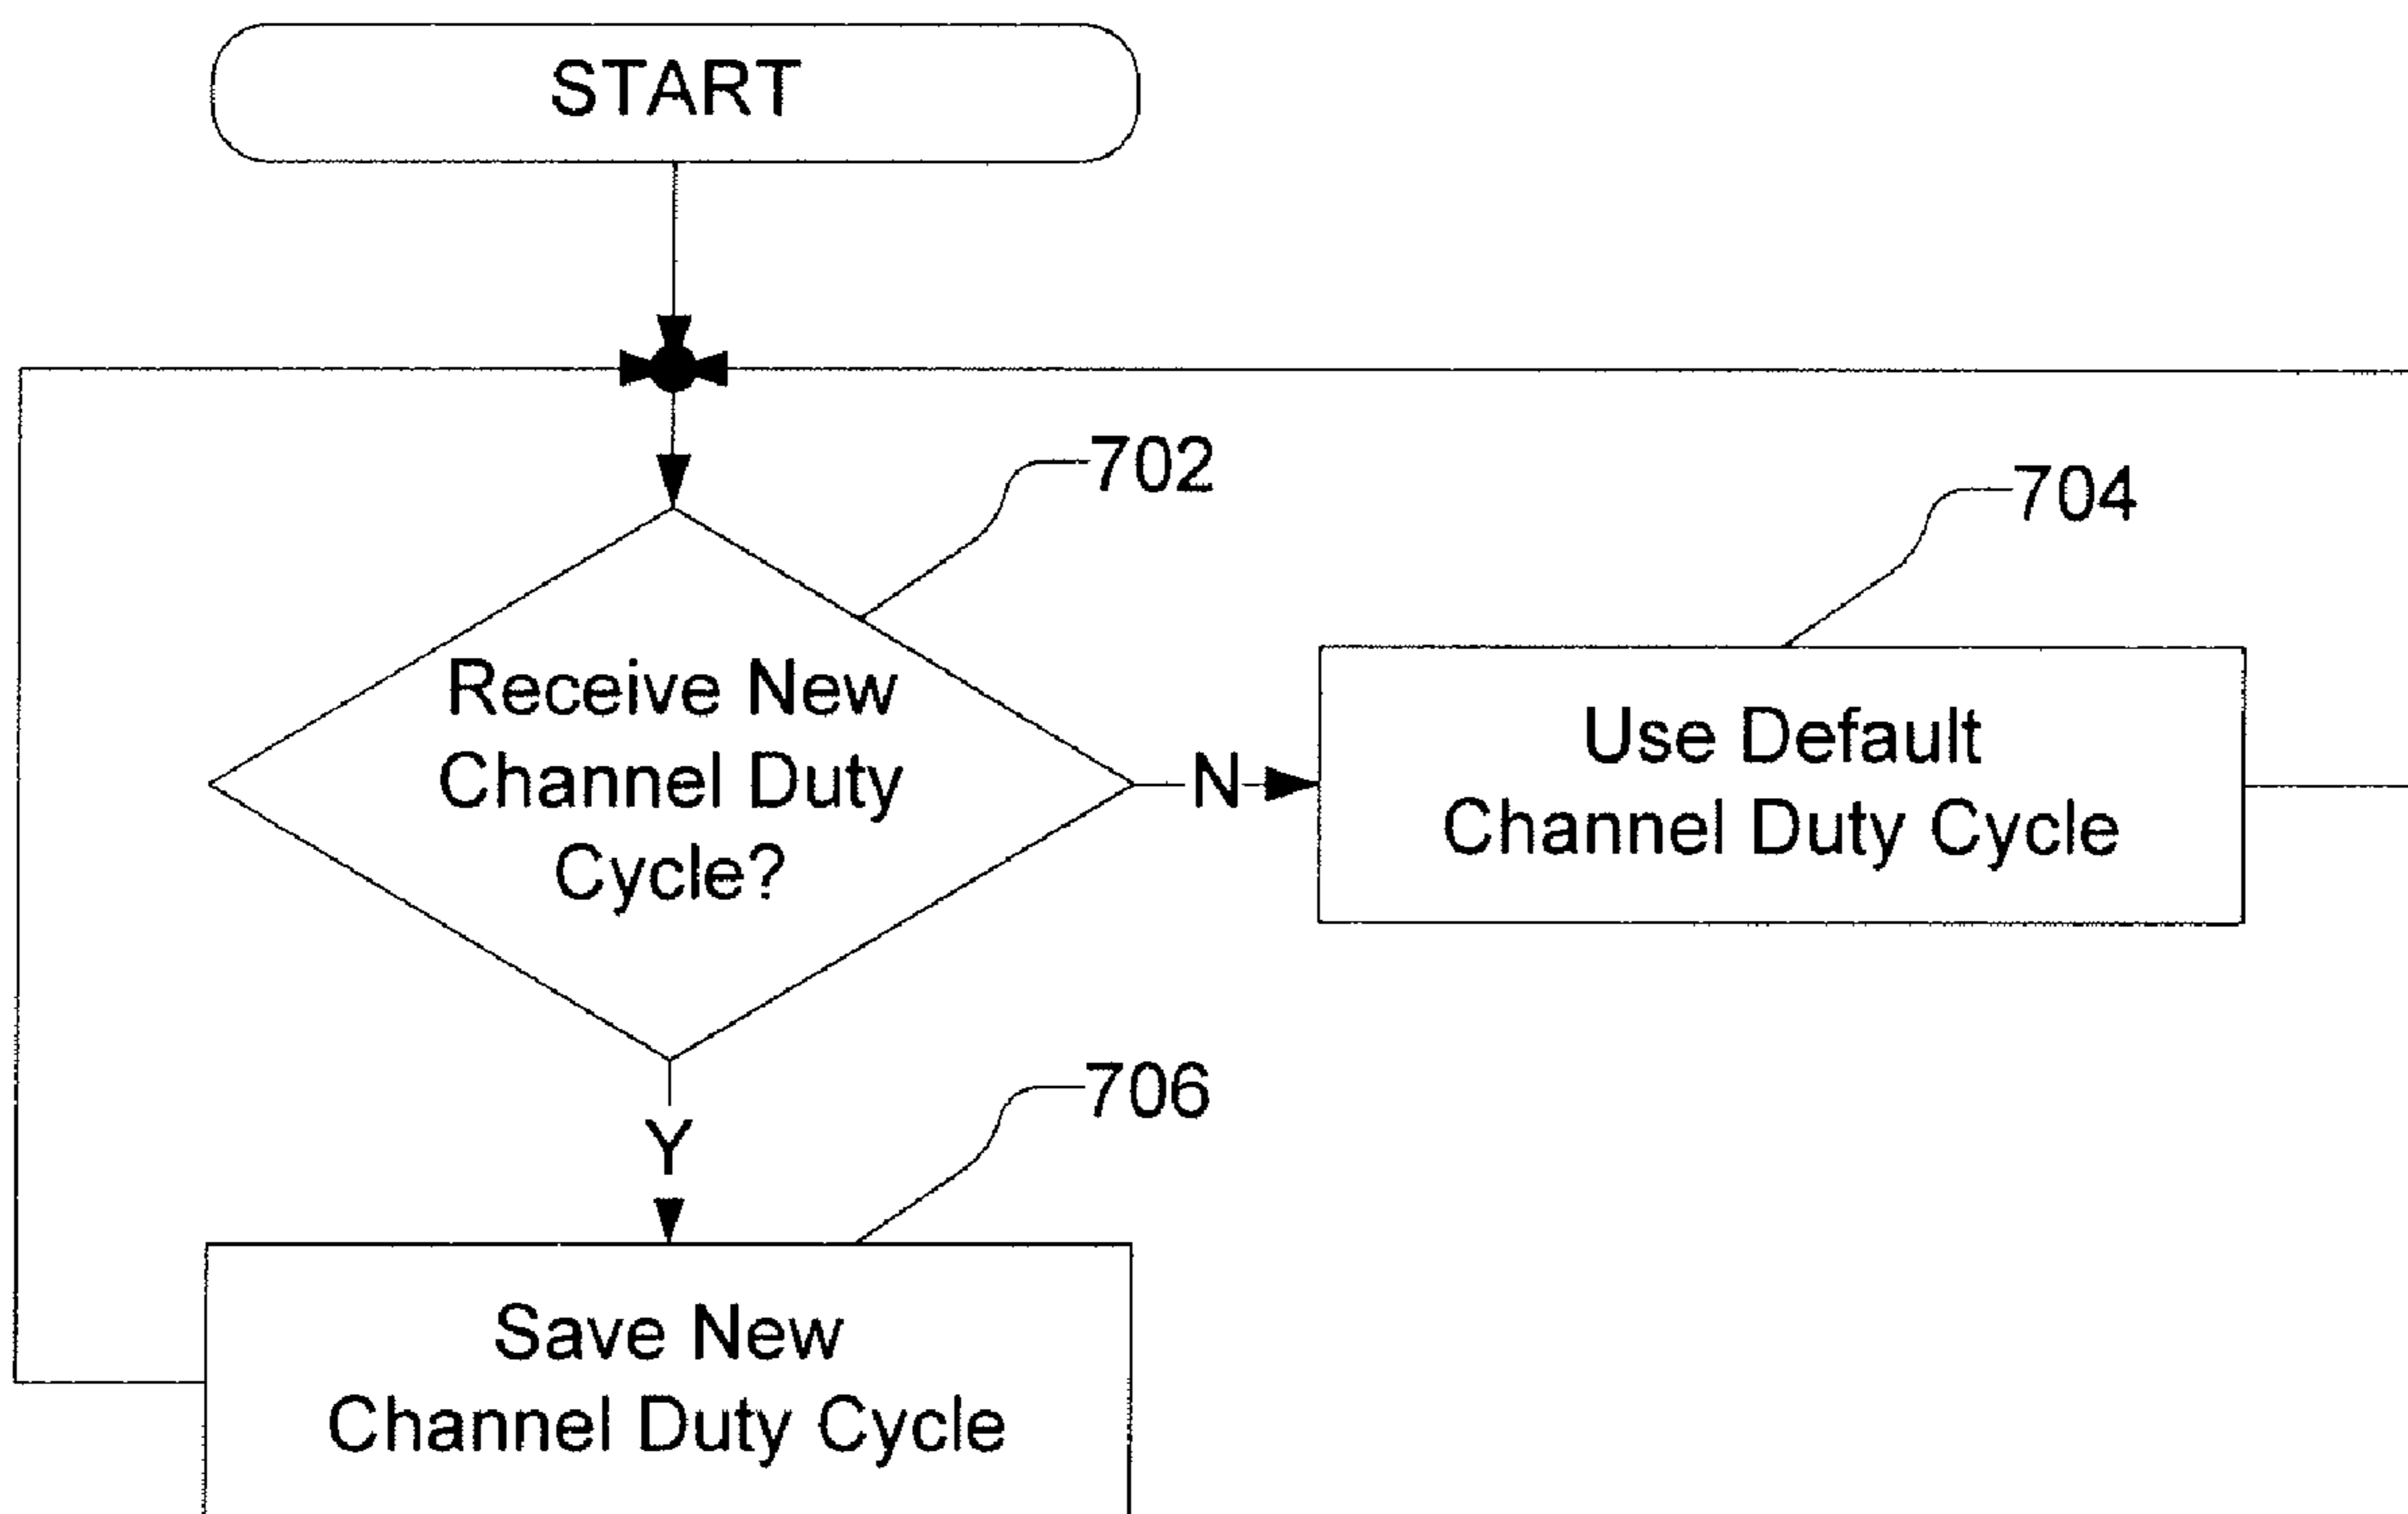 START
702
704
Receive New
Channel Duty
Cycle?
N
Use Default
Channel Duty Cycle
Y
706
Save New
Channel Duty Cycle